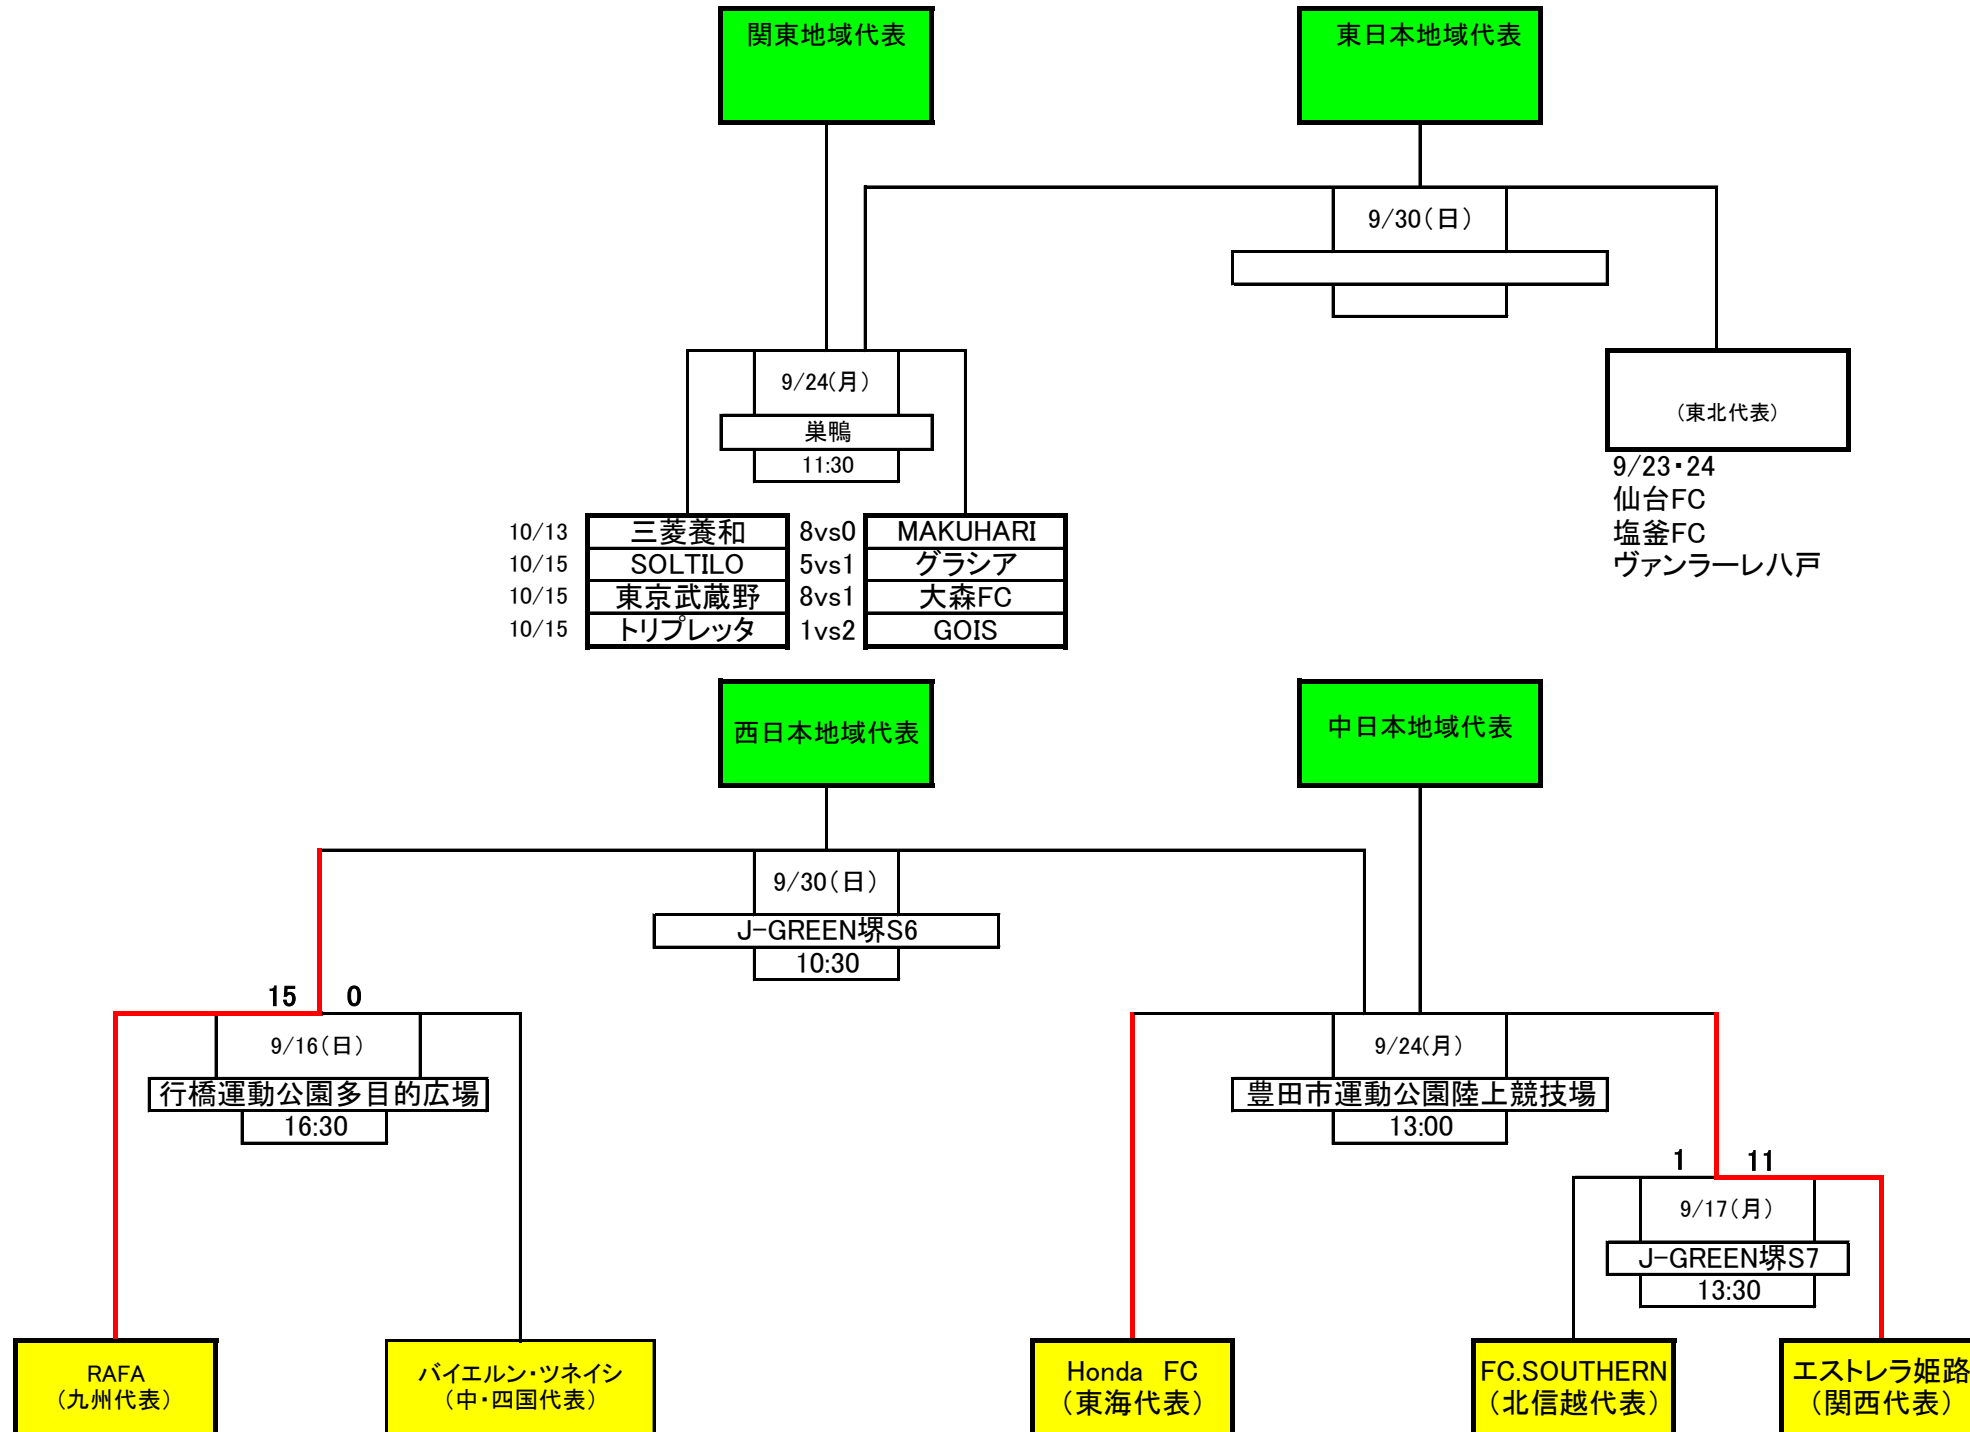 関東地域代表
東日本地域代表
9/30(日)
9/24(月)
巣鴨
11:30
(東北代表)
9/23・24
仙台FC
塩釜FC
ヴァンラーレ八戸
10/13 三菱養和 8vs0 MAKUHARI
10/15 SOLTILO 5vs1 グラシア
10/15 東京武蔵野 8vs1 大森FC
10/15 トリプレッタ 1vs2 GOIS
西日本地域代表
中日本地域代表
9/30(日)
J-GREEN堺S6
10:30
15 0
9/16(日)
行橋運動公園多目的広場
16:30
9/24(月)
豊田市運動公園陸上競技場
13:00
1 11
9/17(月)
J-GREEN堺S7
13:30
RAFA
(九州代表)
バイエルン・ツネイシ
(中・四国代表)
Honda FC
(東海代表)
FC.SOUTHERN
(北信越代表)
エストレラ姫路
(関西代表)